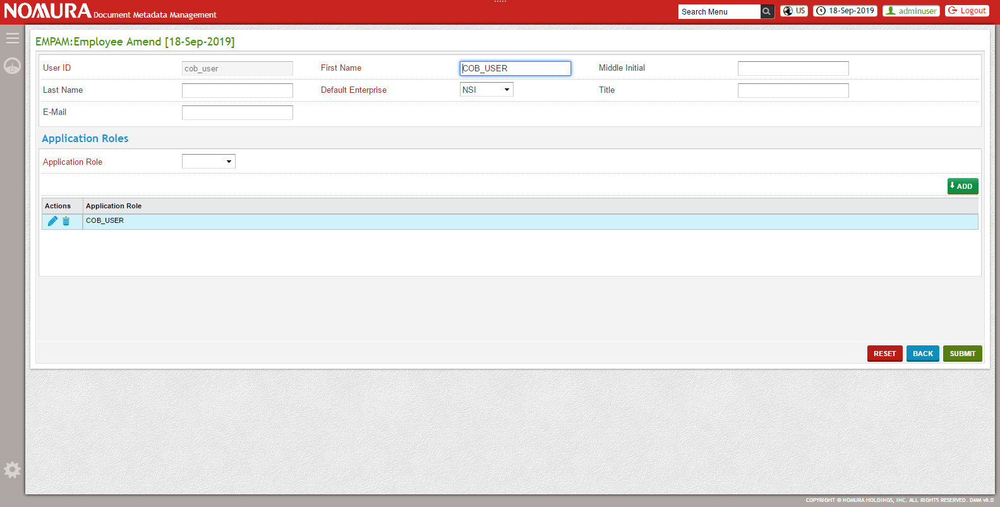 NOMURA Document Metadata Management
Search Menu
US
18-Sep-2019
adminuser
Logout
EMPAM:Employee Amend [18-Sep-2019]
User ID cob_user First Name COB_USER Middle Initial
Last Name Default Enterprise NSI Title
E-Mail
Application Roles
Application Role
ADD
Actions Application Role
COB_USER
RESET BACK SUBMIT
COPYRIGHT © NOMURA HOLDINGS, INC. ALL RIGHTS RESERVED. DMM v8.0